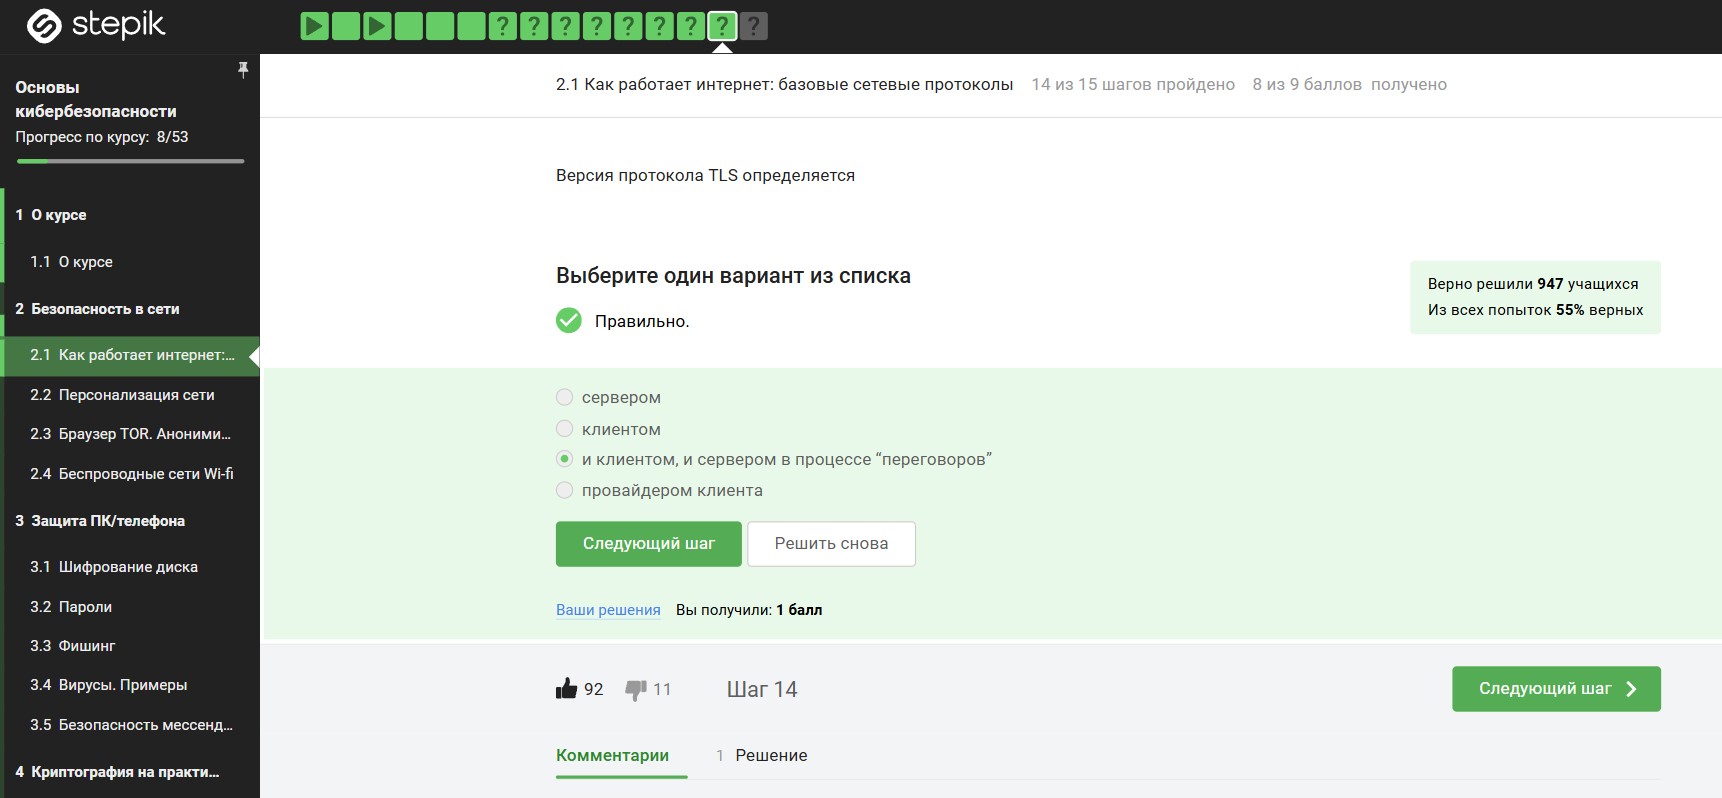 stepik
? ? ? ? ? ? ? ? ?
Основы
кибербезопасности
Прогресс по курсу: 8/53
1 О курсе
1.1 О курсе
2 Безопасность в сети
2.1 Как работает интернет:...
2.2 Персонализация сети
2.3 Браузер TOR. Аноними...
2.4 Беспроводные сети Wi-fi
3 Защита ПК/телефона
3.1 Шифрование диска
3.2 Пароли
3.3 Фишинг
3.4 Вирусы. Примеры
3.5 Безопасность мессенд...
4 Криптография на практи...
2.1 Как работает интернет: базовые сетевые протоколы 14 из 15 шагов пройдено 8 из 9 баллов получено
Версия протокола TLS определяется
Выберите один вариант из списка
Правильно.
Верно решили 947 учащихся
Из всех попыток 55% верных
сервером
клиентом
и клиентом, и сервером в процессе “переговоров”
провайдером клиента
Следующий шаг Решить снова
Ваши решения Вы получили: 1 балл
92 11 Шаг 14 Следующий шаг
Комментарии 1 Решение